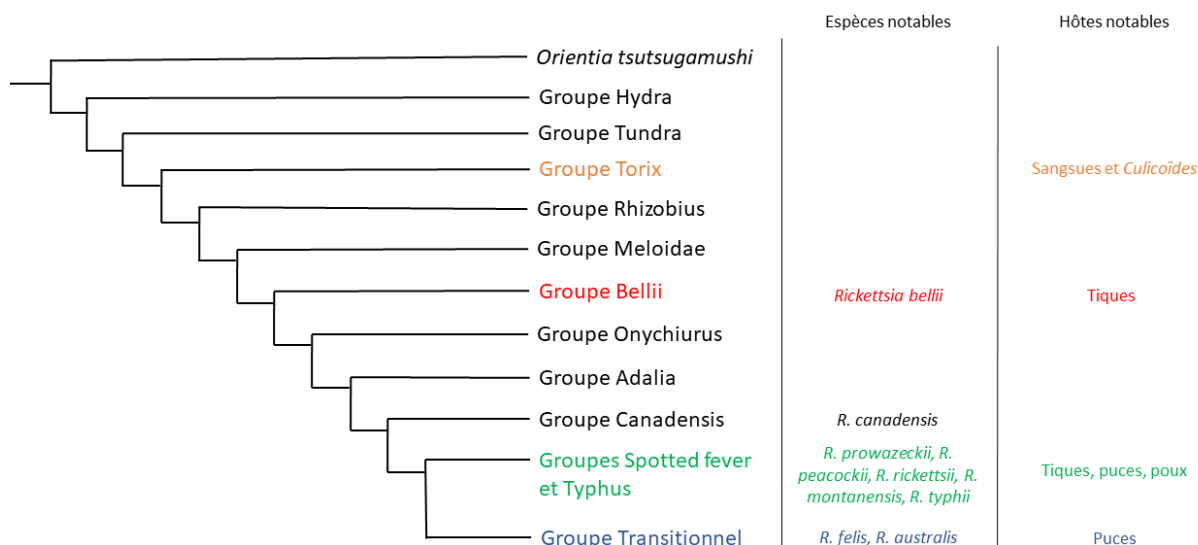 Espèces notables Hôtes notables
Orientia tsutsugamushi
Groupe Hydra
Groupe Tundra
Groupe Torix Sangsues et Culicoïdes
Groupe Rhizobius
Groupe Meloidae
Groupe Bellii Rickettsia bellii Tiques
Groupe Onychiurus
Groupe Adalia
Groupe Canadensis R. canadensis
Groupes Spotted fever
et Typhus
R. prowazeckii, R.
peacockii, R. rickettsii, R.
montanensis, R. typhii
Tiques, puces, poux
Groupe Transitionnel R. felis, R. australis Puces